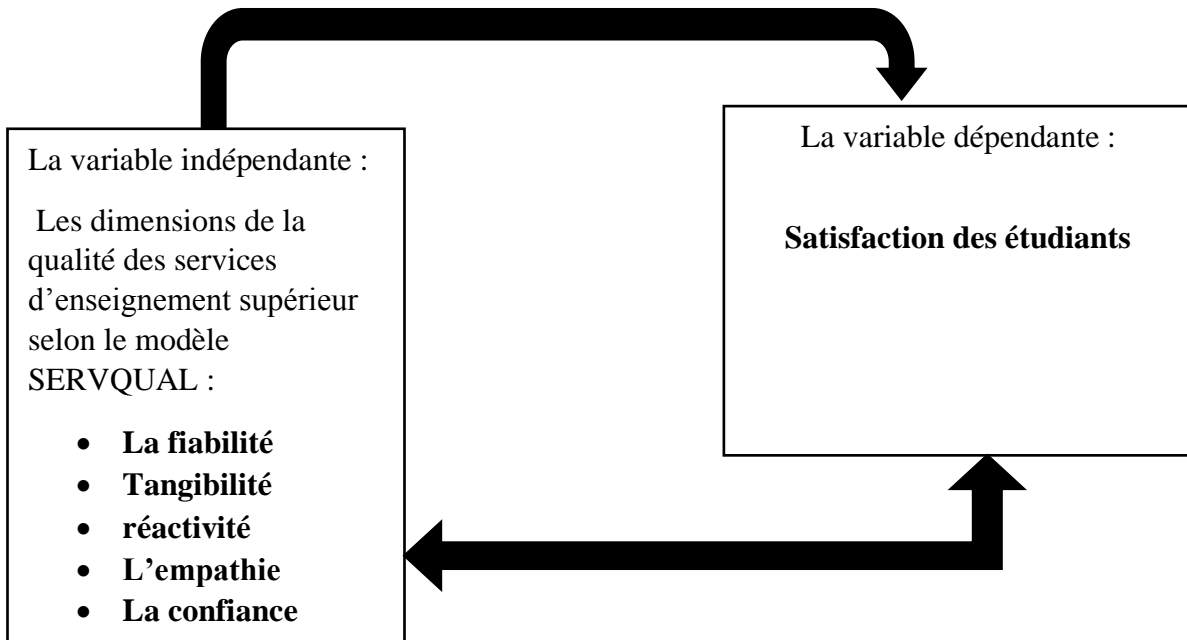 La variable indépendante :
Les dimensions de la
qualité des services
d’enseignement supérieur
selon le modèle
SERVQUAL :
• La fiabilité
• Tangibilité
• réactivité
• L’empathie
• La confiance
La variable dépendante :
Satisfaction des étudiants